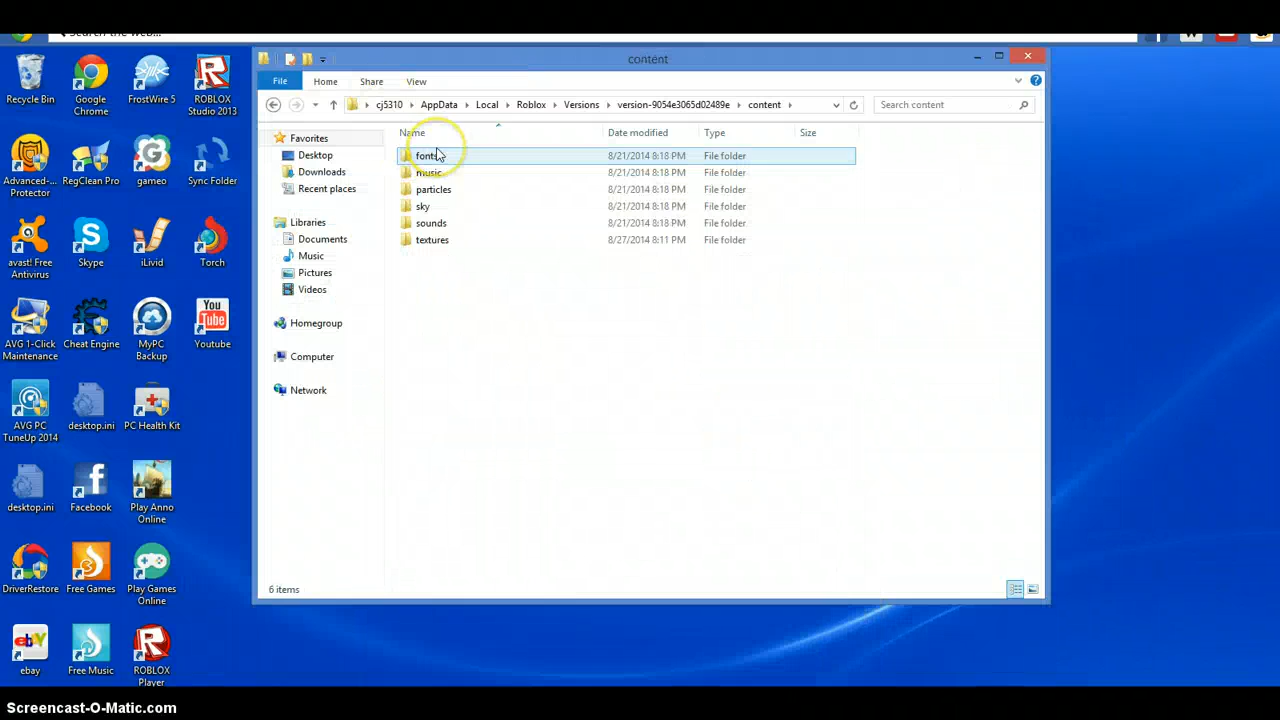 Search the web...
content
File Home Share View
cj5310 AppData Local Roblox Versions version-9054e3065d02489e content
Search content
Name Date modified Type Size
fonts 8/21/2014 8:18 PM File folder
music 8/21/2014 8:18 PM File folder
particles 8/21/2014 8:18 PM File folder
sky 8/21/2014 8:18 PM File folder
sounds 8/21/2014 8:18 PM File folder
textures 8/27/2014 8:11 PM File folder
Favorites
Desktop
Downloads
Recent places
Libraries
Documents
Music
Pictures
Videos
Homegroup
Computer
Network
6 items
Recycle Bin
Google
Chrome
FrostWire 5
ROBLOX
Studio 2013
Advanced-...
Protector
RegClean Pro
gameo
Sync Folder
avast! Free
Antivirus
Skype
iLivid
Torch
AVG 1-Click
Maintenance
Cheat Engine
MyPC
Backup
You
Tube
Youtube
AVG PC
TuneUp 2014
desktop.ini
PC Health Kit
desktop.ini
Facebook
Play Anno
Online
DriverRestore
Free Games
Play Games
Online
ebay
ebay
Free Music
ROBLOX
Player
Screencast-O-Matic.com